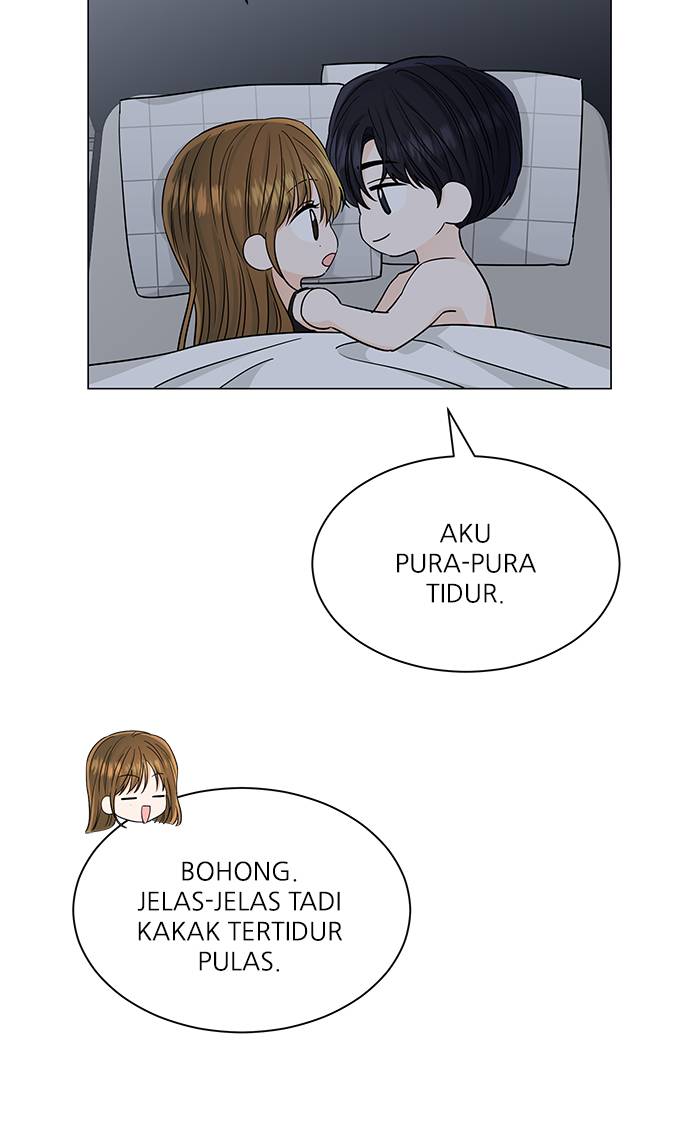 AKU
PURA-PURA
TIDUR.
BOHONG.
JELAS-JELAS TADI
KAKAK TERTIDUR
PULAS.